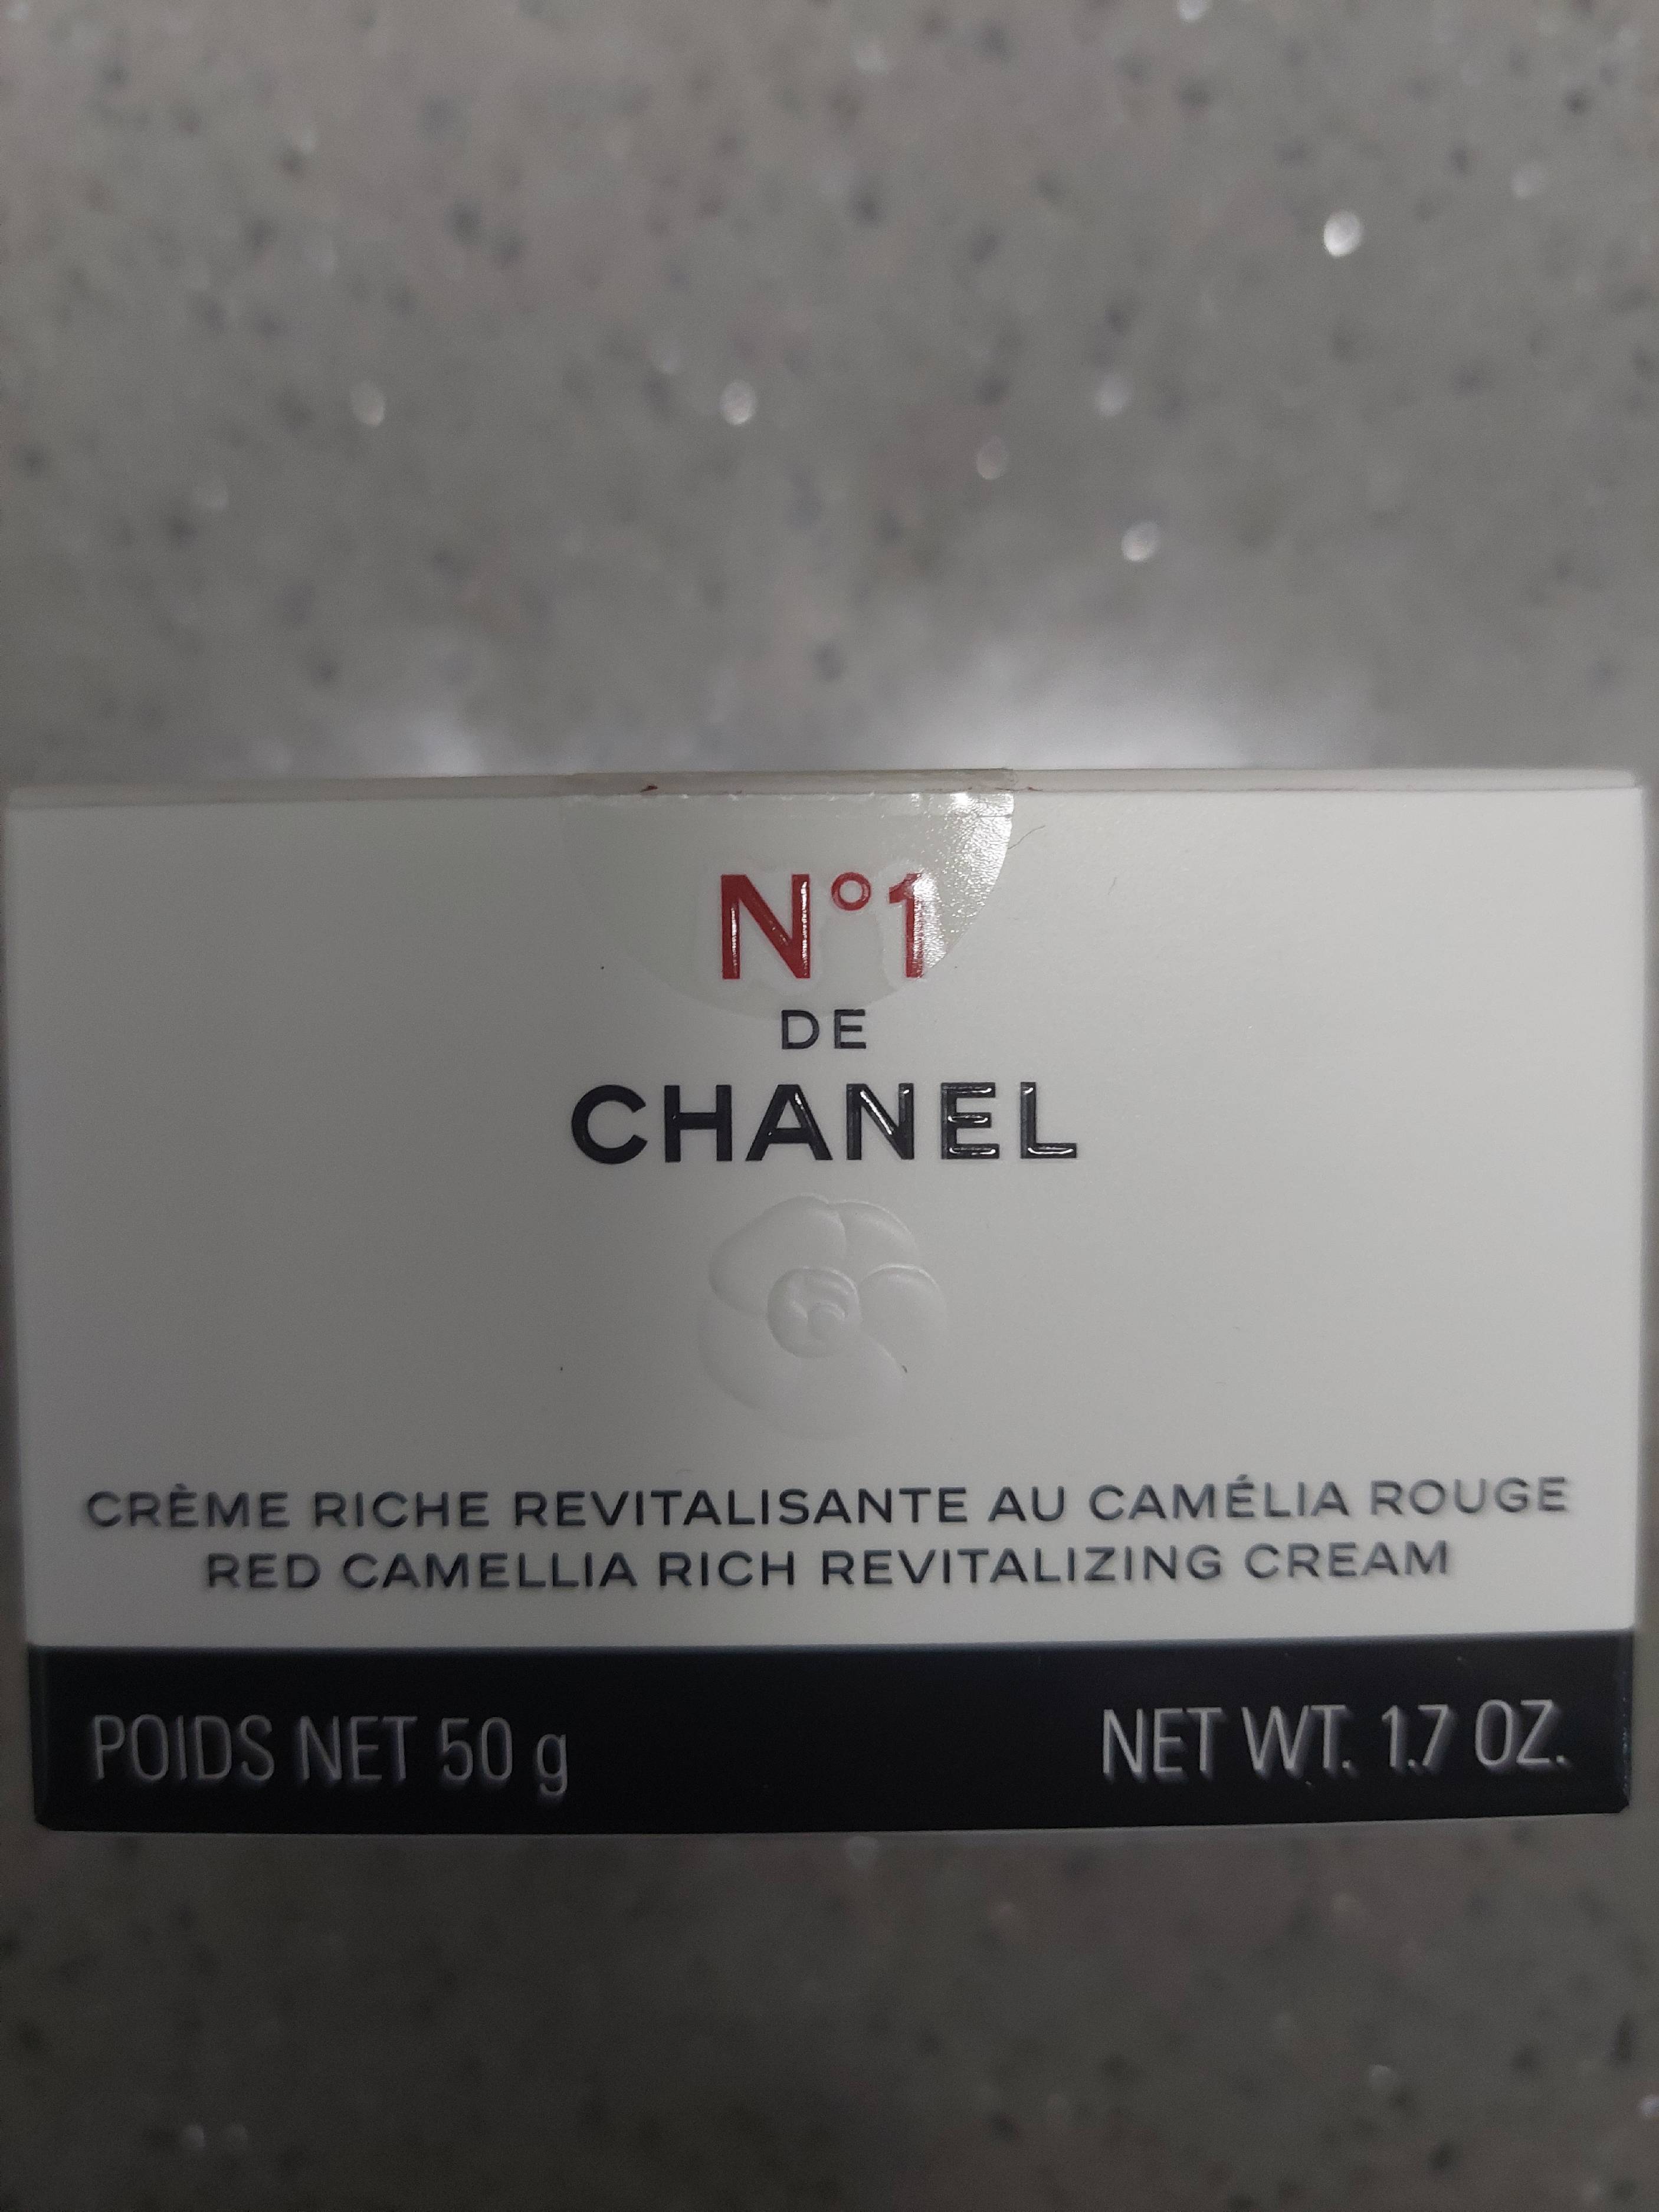 N°1
DE
CHANEL
CRÈME RICHE REVITALISANTE AU CAMÉLIA ROUGE
RED CAMELLIA RICH REVITALIZING CREAM
POIDS NET 50 g NET WT. 1.7 OZ.